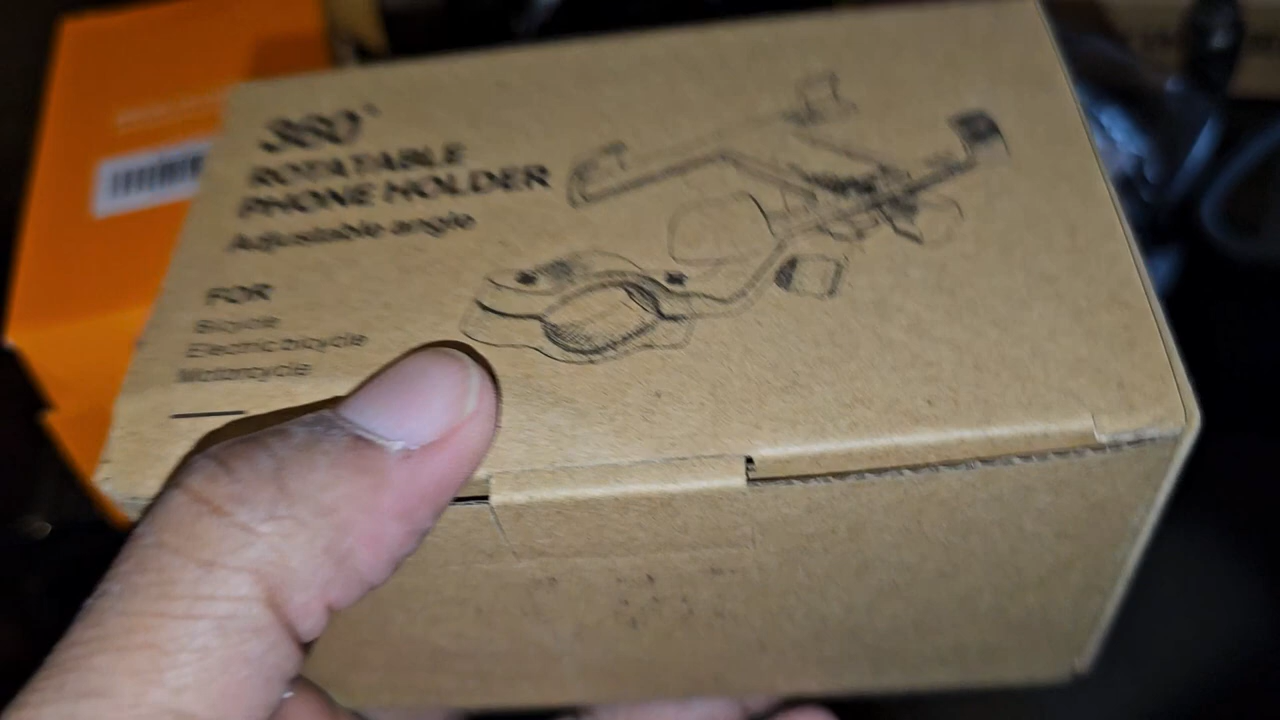 360°
ROTATABLE
PHONE HOLDER
Adjustable angle
FOR
Bicycle
Electric bicycle
Motorcycle